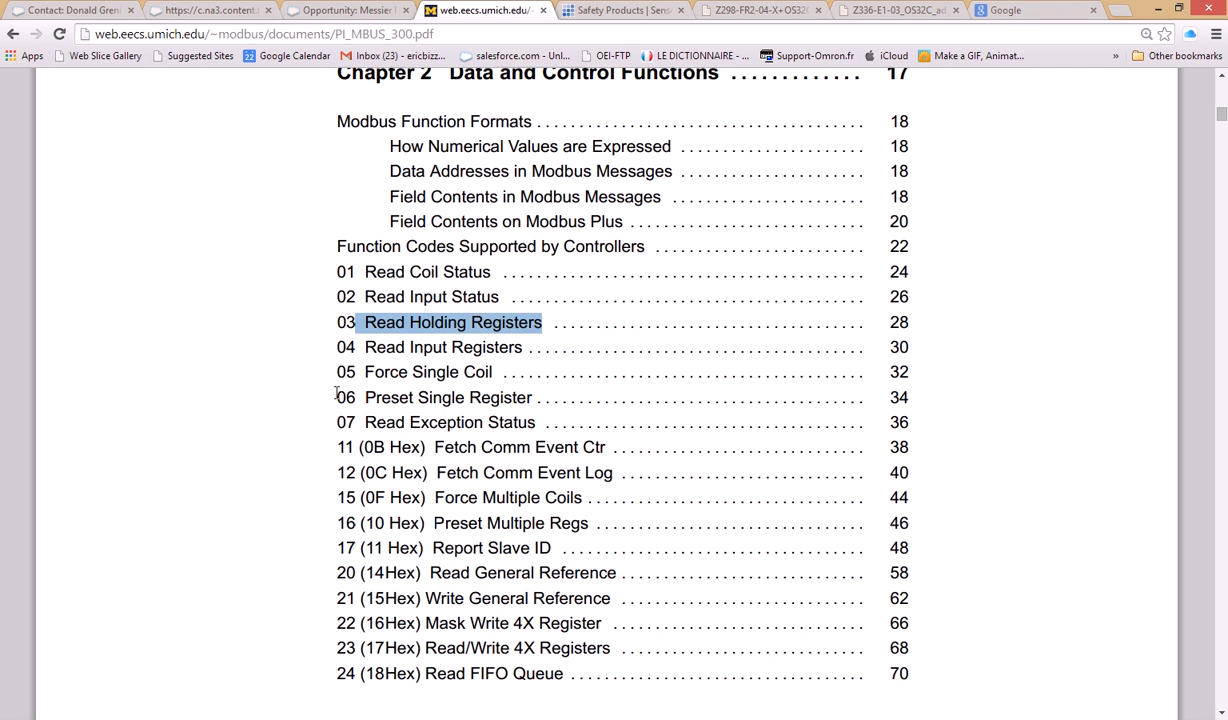 Contact: Donald Greni
https://c.na3.content.
Opportunity: Messier
web.eecs.umich.edu/
Safety Products | Sens
Z298-FR2-04-X+OS32
Z336-E1-03_OS32C_ad
Google
web.eecs.umich.edu/~modbus/documents/PI_MBUS_300.pdf
Apps
Web Slice Gallery
Suggested Sites
22 Google Calendar
Inbox (23) - ericbizz...
salesforce.com - Unl...
OEI-FTP
LE DICTIONNAIRE - ...
Support-Omron.fr
iCloud
Make a GIF, Animat...
»
Other bookmarks
Chapter 2 Data and Control Functions . . . . . . . . . . . . . 17
Modbus Function Formats . . . . . . . . . . . . . . . . . . . . . . . . . . . . . . . . . . . . 18
How Numerical Values are Expressed . . . . . . . . . . . . . . . . . . . . 18
Data Addresses in Modbus Messages . . . . . . . . . . . . . . . . . . . . 18
Field Contents in Modbus Messages . . . . . . . . . . . . . . . . . . . . . 18
Field Contents on Modbus Plus . . . . . . . . . . . . . . . . . . . . . . . . . . 20
Function Codes Supported by Controllers . . . . . . . . . . . . . . . . . . . . . . . 22
01 Read Coil Status . . . . . . . . . . . . . . . . . . . . . . . . . . . . . . . . . . . . . . . . 24
02 Read Input Status . . . . . . . . . . . . . . . . . . . . . . . . . . . . . . . . . . . . . . . 26
03 Read Holding Registers . . . . . . . . . . . . . . . . . . . . . . . . . . . . . . . . . . 28
04 Read Input Registers . . . . . . . . . . . . . . . . . . . . . . . . . . . . . . . . . . . . . 30
05 Force Single Coil . . . . . . . . . . . . . . . . . . . . . . . . . . . . . . . . . . . . . . . . 32
06 Preset Single Register . . . . . . . . . . . . . . . . . . . . . . . . . . . . . . . . . . . . 34
07 Read Exception Status . . . . . . . . . . . . . . . . . . . . . . . . . . . . . . . . . . . 36
11 (0B Hex) Fetch Comm Event Ctr . . . . . . . . . . . . . . . . . . . . . . . . . . . . 38
12 (0C Hex) Fetch Comm Event Log . . . . . . . . . . . . . . . . . . . . . . . . . . . 40
15 (0F Hex) Force Multiple Coils . . . . . . . . . . . . . . . . . . . . . . . . . . . . . . . 44
16 (10 Hex) Preset Multiple Regs . . . . . . . . . . . . . . . . . . . . . . . . . . . . . . 46
17 (11 Hex) Report Slave ID . . . . . . . . . . . . . . . . . . . . . . . . . . . . . . . . . . 48
20 (14Hex) Read General Reference . . . . . . . . . . . . . . . . . . . . . . . . . . . 58
21 (15Hex) Write General Reference . . . . . . . . . . . . . . . . . . . . . . . . . . . 62
22 (16Hex) Mask Write 4X Register . . . . . . . . . . . . . . . . . . . . . . . . . . . . 66
23 (17Hex) Read/Write 4X Registers . . . . . . . . . . . . . . . . . . . . . . . . . . . 68
24 (18Hex) Read FIFO Queue . . . . . . . . . . . . . . . . . . . . . . . . . . . . . . . . . 70